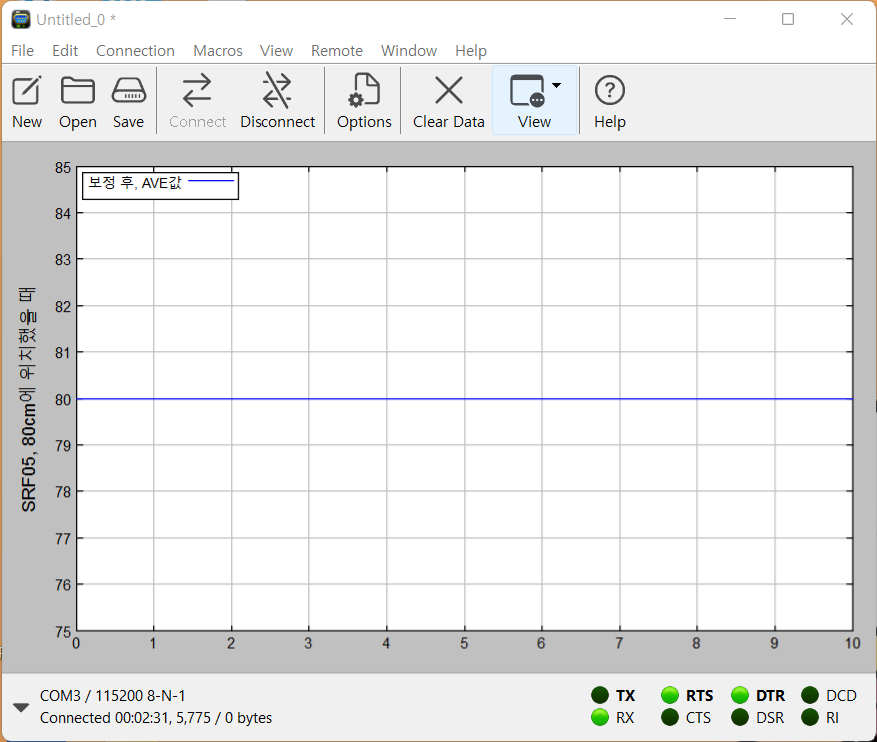 Untitled_0 *
File Edit Connection Macros View Remote Window Help
New Open Save Connect Disconnect Options Clear Data View Help
보정 후, AVE값
SRF05, 80cm에 위치했을 때
85
84
83
82
81
80
79
78
77
76
75
0 1 2 3 4 5 6 7 8 9 10
COM3 / 115200 8-N-1
Connected 00:02:31, 5,775 / 0 bytes
TX RTS DTR DCD
RX CTS DSR RI